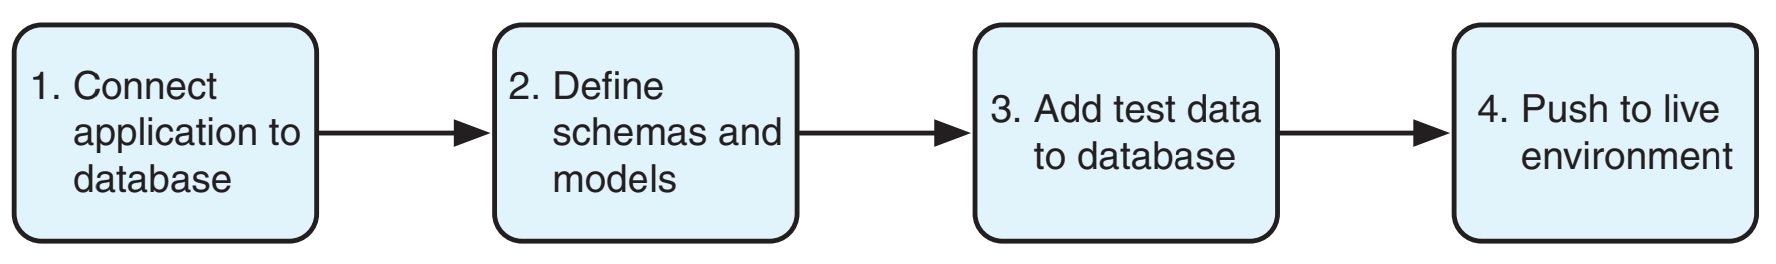 1. Connect
application to
database
2. Define
schemas and
models
3. Add test data
to database
4. Push to live
environment